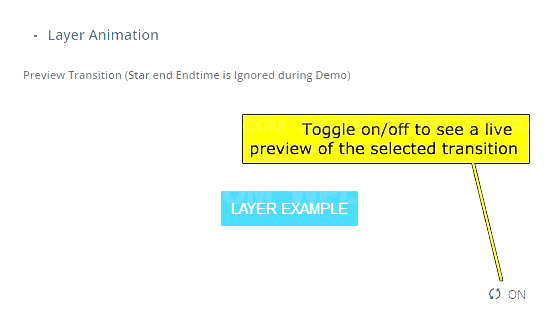 - Layer Animation
Preview Transition (Star end Endtime is Ignored during Demo)
Toggle on/off to see a live
preview of the selected transition
LAYER EXAMPLE
ON